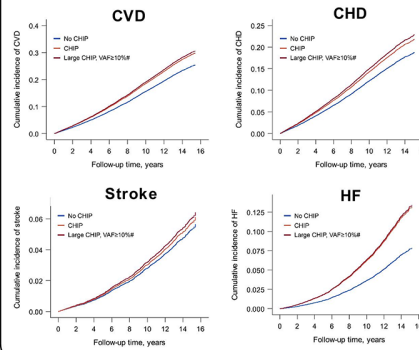 CVD
Cumulative incidence of CVD
0.4
0.3
0.2
0.1
0.0
No CHIP
CHIP
Large CHIP, VAF≥10%#
0 2 4 6 8 10 12 14 16
Follow-up time, years
CHD
Cumulative incidence of CHD
0.25
0.20
0.15
0.10
0.05
0.00
No CHIP
CHIP
Large CHIP, VAF≥10%#
0 2 4 6 8 10 12 14
Follow-up time, years
Stroke
Cumulative incidence of stroke
0.06
0.04
0.02
0.00
No CHIP
CHIP
Large CHIP, VAF≥10%#
0 2 4 6 8 10 12 14 16
Follow-up time, years
HF
Cumulative incidence of HF
0.125
0.100
0.075
0.050
0.025
0.000
No CHIP
CHIP
Large CHIP, VAF≥10%#
0 2 4 6 8 10 12 14 16
Follow-up time, years